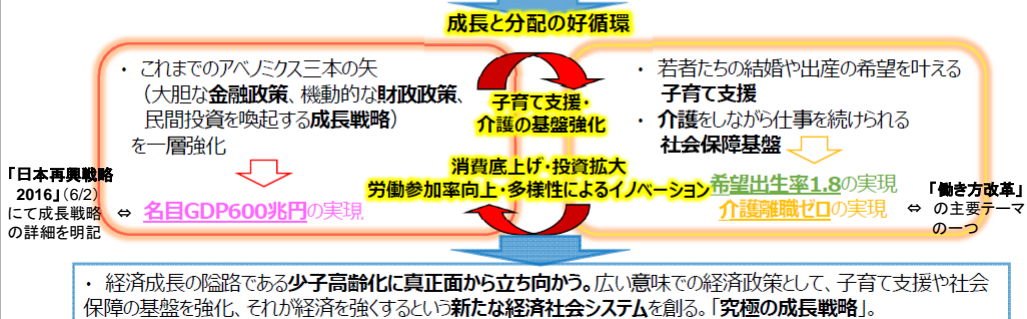 成長と分配の好循環
・ これまでのアベノミクス三本の矢
（大胆な金融政策、機動的な財政政策、
民間投資を喚起する成長戦略）
を一層強化
子育て支援・
介護の基盤強化
・ 若者たちの結婚や出産の希望を叶える
子育て支援
・ 介護をしながら仕事を続けられる
社会保障基盤
消費底上げ・投資拡大
労働参加率向上・多様性によるイノベーション
「日本再興戦略
2016」(6/2)
にて成長戦略
の詳細を明記
⇔ 名目GDP600兆円の実現
希望出生率1.8の実現
介護離職ゼロの実現
⇔ 「働き方改革」
の主要テーマ
の一つ
・ 経済成長の隘路である少子高齢化に真正面から立ち向かう。広い意味での経済政策として、子育て支援や社会
保障の基盤を強化、それが経済を強くするという新たな経済社会システムを創る。「究極の成長戦略」。